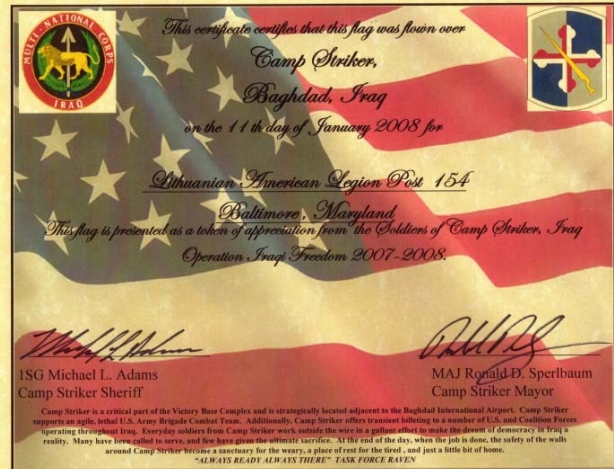 MULTI-NATIONAL CORPS
IRAQ
This certificate certifies that this flag was flown over
Camp Striker,
Baghdad, Iraq
on the 11th day of January 2008 for
Lithuanian American Legion Post 154
Baltimore, Maryland
This flag is presented as a token of appreciation from the Soldiers of Camp Striker, Iraq
Operation Iraqi Freedom 2007-2008.
1SG Michael L. Adams
Camp Striker Sheriff
MAJ Ronald D. Sperlbaum
Camp Striker Mayor
Camp Striker is a critical part of the Victory Base Complex and is strategically located adjacent to the Baghdad International Airport. Camp Striker
supports an agile, lethal U.S. Army Brigade Combat Team. Additionally, Camp Striker offers transient billeting to a number of U.S. and Coalition Forces
operating throughout Iraq. Everyday soldiers from Camp Striker work outside the wire in a gallant effort to make the dream of democracy in Iraq a
reality. Many have been called to serve, and few have given the ultimate sacrifice. At the end of the day, when the job is done, the safety of the walls
around Camp Striker become a sanctuary for the weary, a place of rest for the tired , and just a little bit of home.
"ALWAYS READY ALWAYS THERE" TASK FORCE RAVEN